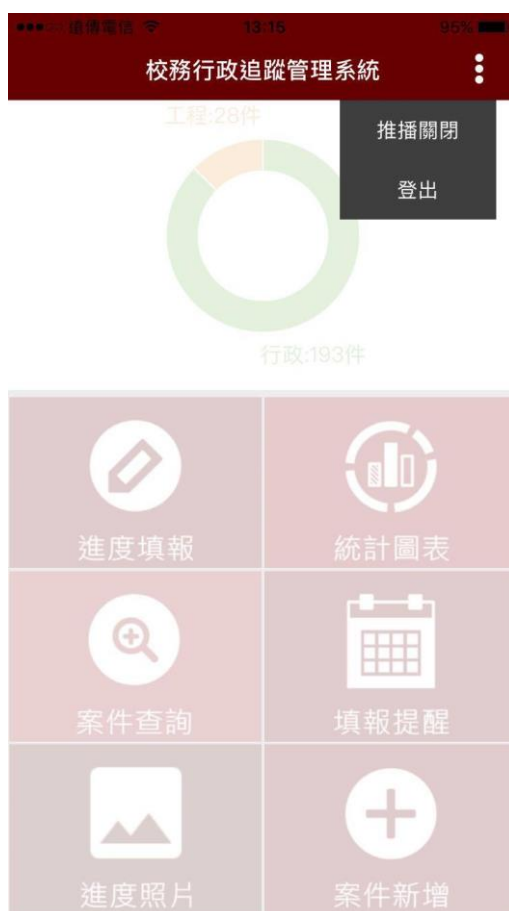 遠傳電信 13:15 95%
校務行政追蹤管理系統
推播關閉
登出
工程:28件
行政:193件
進度填報 統計圖表
案件查詢 填報提醒
進度照片 案件新增